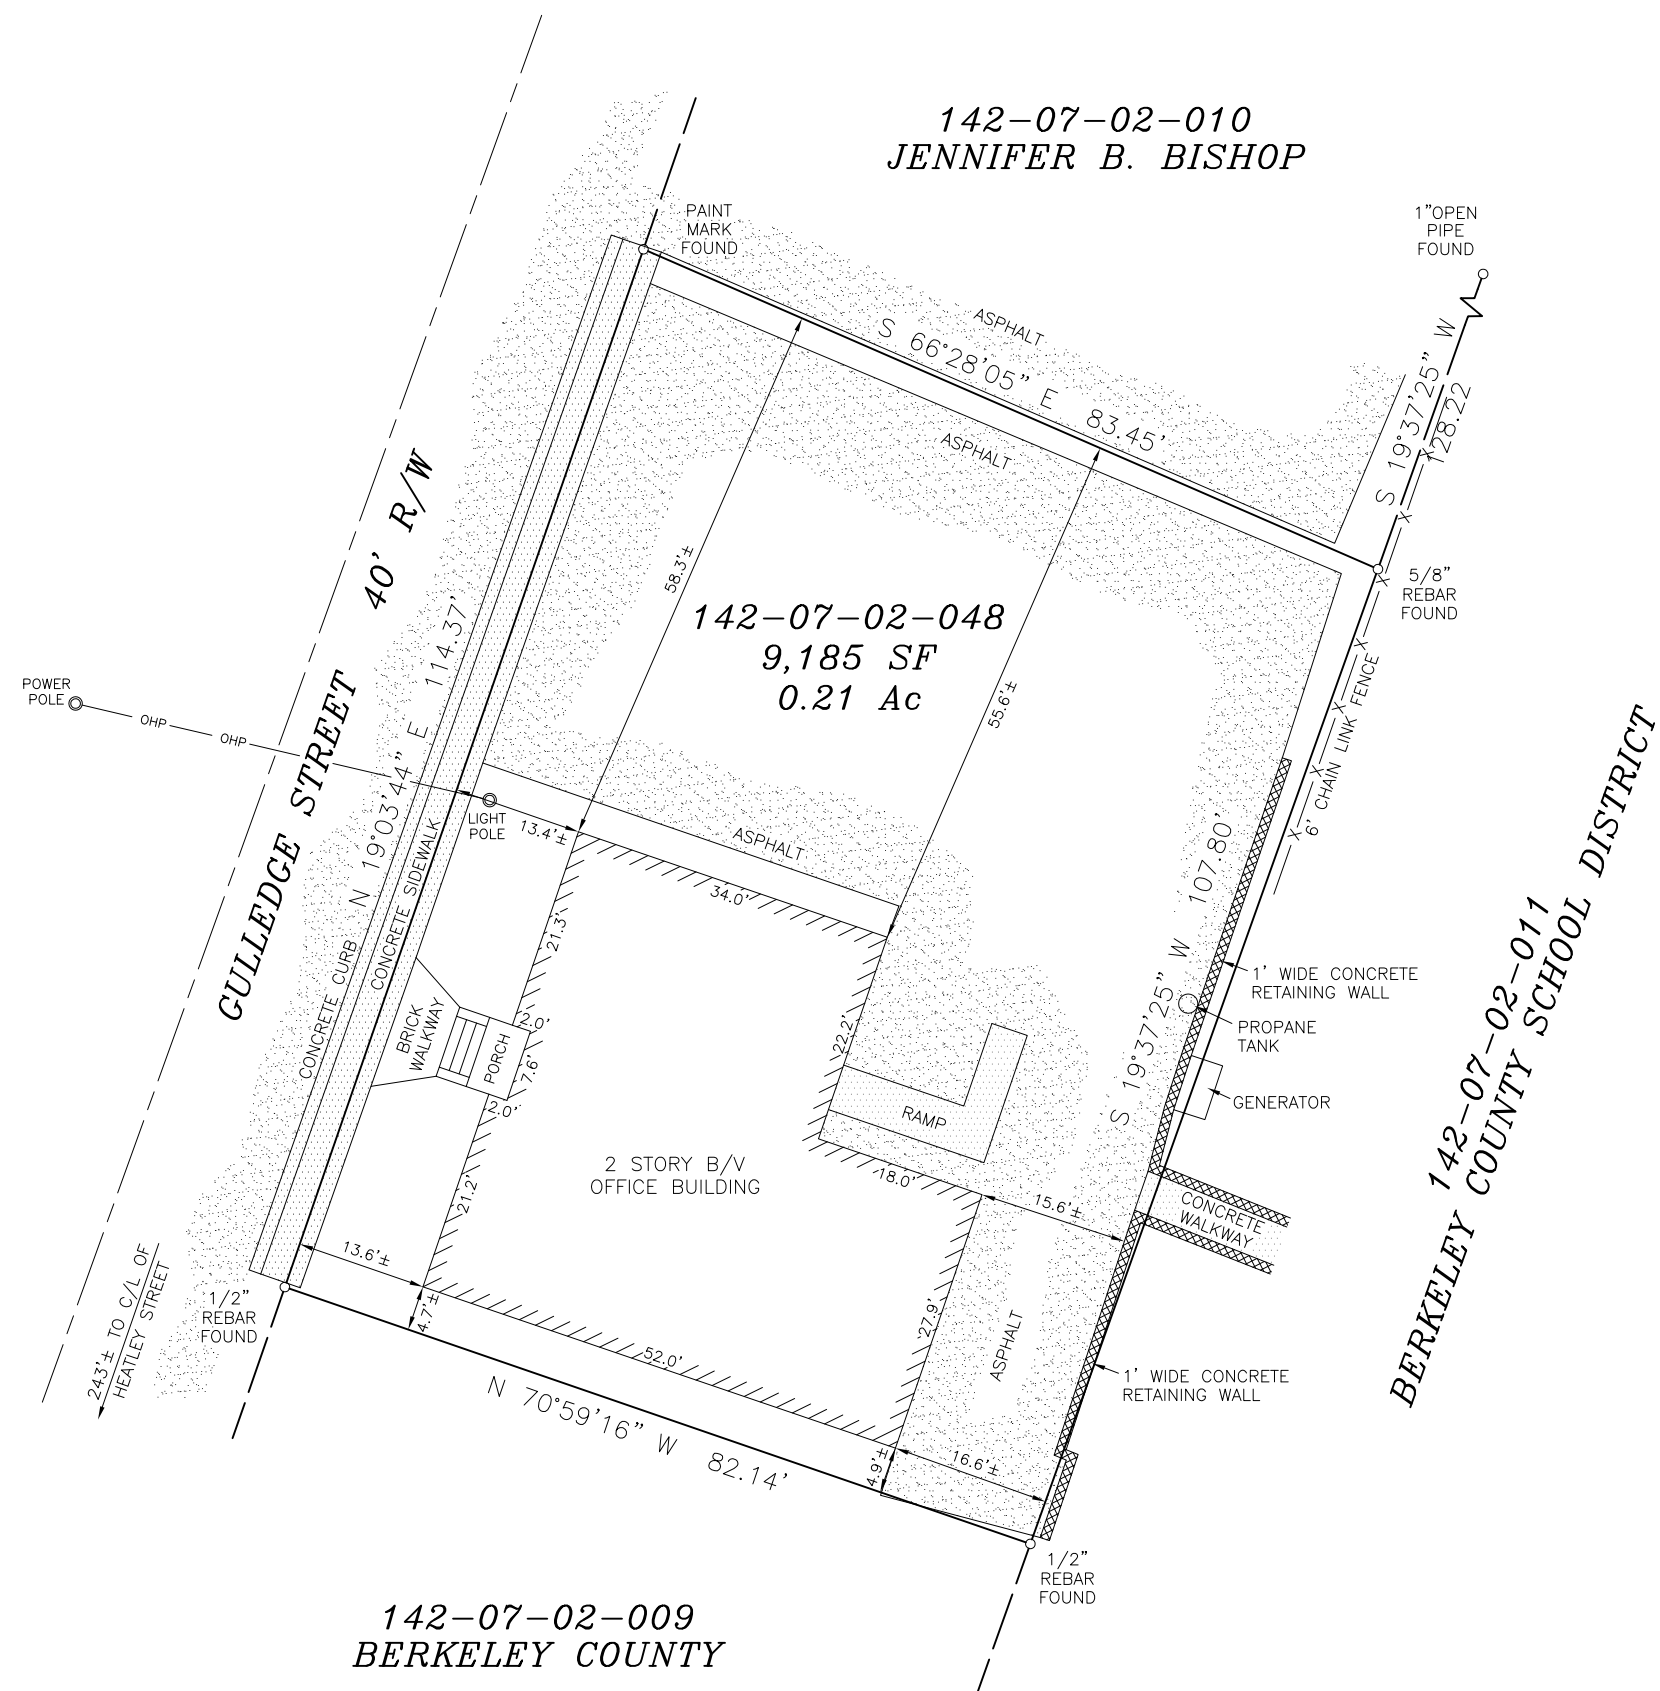 142-07-02-010
JENNIFER B. BISHOP
PAINT
MARK
FOUND
1"OPEN
PIPE
FOUND
ASPHALT
S 66°28'05" E 83.45'
S 19°37'25" W
128.22
ASPHALT
40' R/W
58.3'±
5/8"
REBAR
FOUND
142-07-02-048
9,185 SF
0.21 Ac
55.6'±
N 19°03'44" E 114.37'
6' CHAIN LINK FENCE
POWER
POLE
OHP
OHP
GULLEDGE STREET
LIGHT
POLE
13.4'±
ASPHALT
34.0'
21.3'
CONCRETE CURB
CONCRETE SIDEWALK
BRICK
WALKWAY
PORCH
2.0'
7.6'
2.0'
22.2'
RAMP
S 19°37'25" W 107.80'
1' WIDE CONCRETE
RETAINING WALL
PROPANE
TANK
GENERATOR
142-07-02-011
BERKELEY COUNTY SCHOOL DISTRICT
2 STORY B/V
OFFICE BUILDING
18.0'
15.6'±
CONCRETE
WALKWAY
21.2'
13.6'±
4.7'±
243'± TO C/L OF
HEATLEY STREET
1/2"
REBAR
FOUND
52.0'
27.9'
ASPHALT
1' WIDE CONCRETE
RETAINING WALL
N 70°59'16" W 82.14'
4.9'±
16.6'±
1/2"
REBAR
FOUND
142-07-02-009
BERKELEY COUNTY